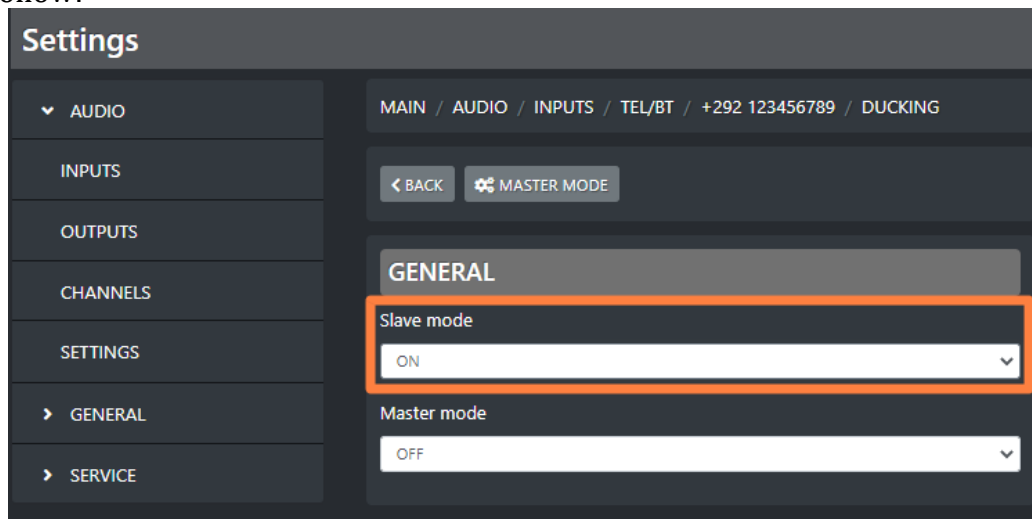 Settings
AUDIO
INPUTS
OUTPUTS
CHANNELS
SETTINGS
GENERAL
SERVICE
MAIN / AUDIO / INPUTS / TEL/BT / +292 123456789 / DUCKING
BACK MASTER MODE
GENERAL
Slave mode
ON
Master mode
OFF